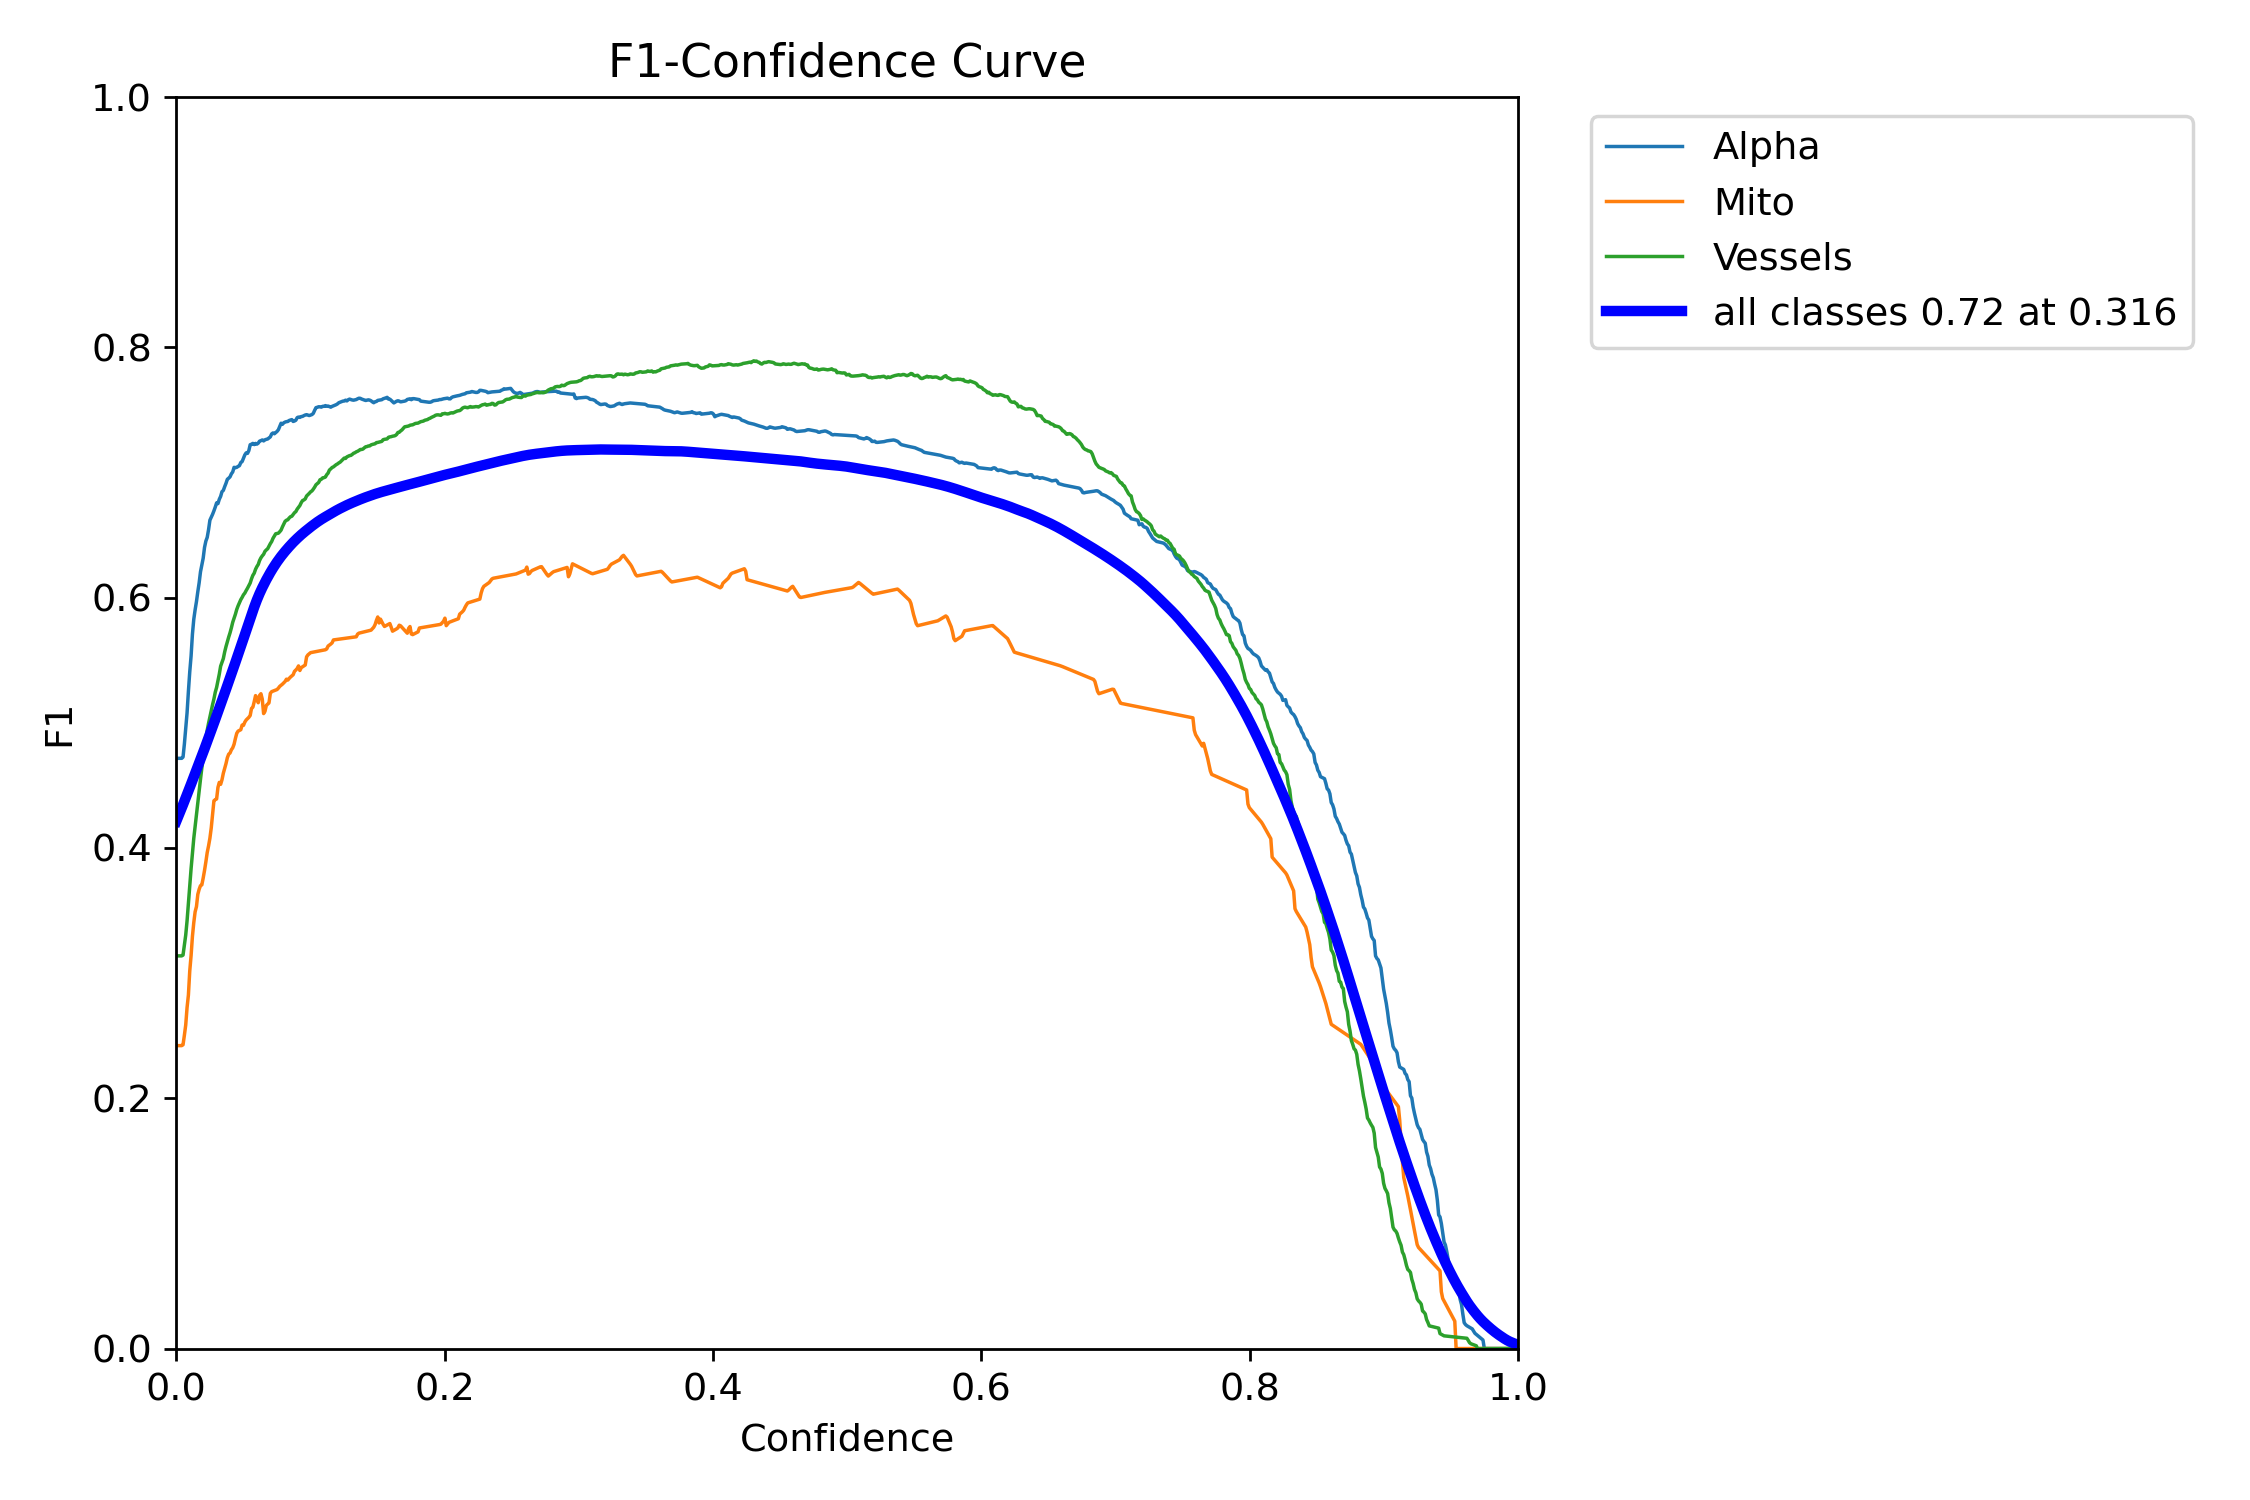 F1-Confidence Curve
1.0
0.8
0.6
0.4
0.2
0.0
F1
0.0 0.2 0.4 0.6 0.8 1.0
Confidence
Alpha
Mito
Vessels
all classes 0.72 at 0.316